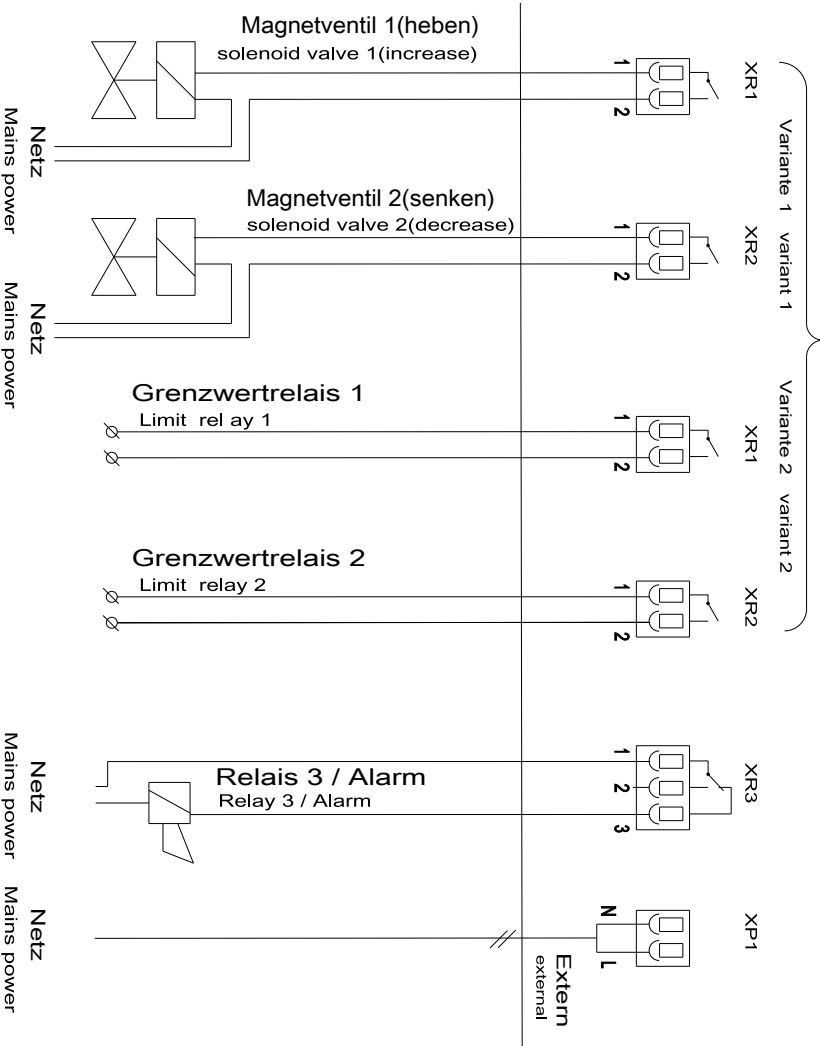 Magnetventil 1(heben)
solenoid valve 1(increase)
1
2
XR1
Netz
Mains power
Variante 1 variant 1
Magnetventil 2(senken)
solenoid valve 2(decrease)
1
2
XR2
Netz
Mains power
Grenzwertrelais 1
Limit rel ay 1
1
2
XR1
Variante 2 variant 2
Grenzwertrelais 2
Limit relay 2
1
2
XR2
Relais 3 / Alarm
Relay 3 / Alarm
1
2
3
XR3
Netz
Mains power
N
L
XP1
Netz
Mains power
Extern
external